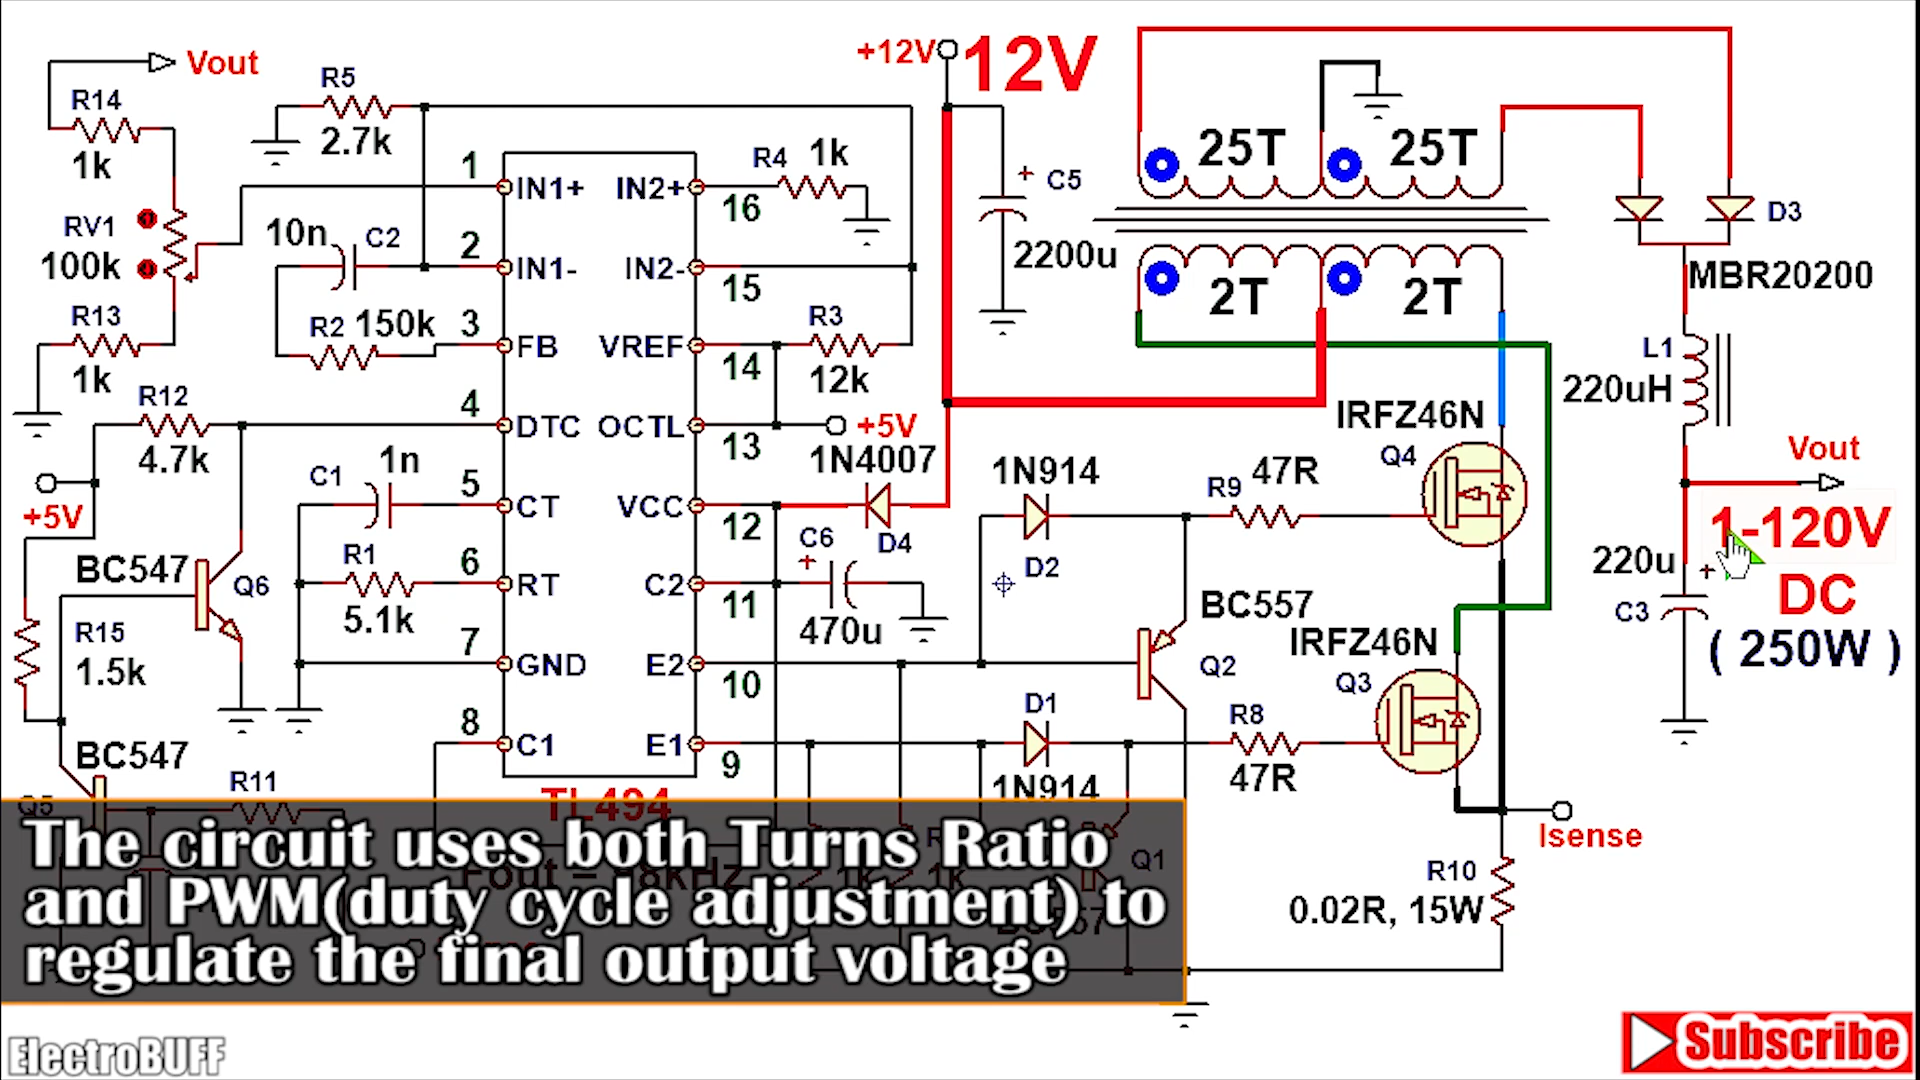 +12V 12V
Vout
R14
1k
R5
2.7k
RV1
100k
10n C2
R13
1k
R2 150k
R12
4.7k
+5V
C1 1n
R1
5.1k
BC547 Q6
R15
1.5k
BC547
R11
1 IN1+
2 IN1-
3 FB
4 DTC
5 CT
6 RT
7 GND
8 C1
IN2+ 16
IN2- 15
VREF 14
OCTL 13
VCC 12
C2 11
E2 10
E1 9
TL494
R4 1k
R3
12k
+5V
1N4007
D4
C6
470u
+ C5
2200u
25T 25T
2T 2T
D3
MBR20200
L1
220uH
IRFZ46N
Q4
1N914
D2
R9 47R
BC557
Q2
IRFZ46N
Q3
D1
1N914
R8
47R
Q1
Vout
1-120V
DC
( 250W )
220u +
C3
Isense
R10
0.02R, 15W
The circuit uses both Turns Ratio
and PWM(duty cycle adjustment) to
regulate the final output voltage
ElectroBUFF
Subscribe